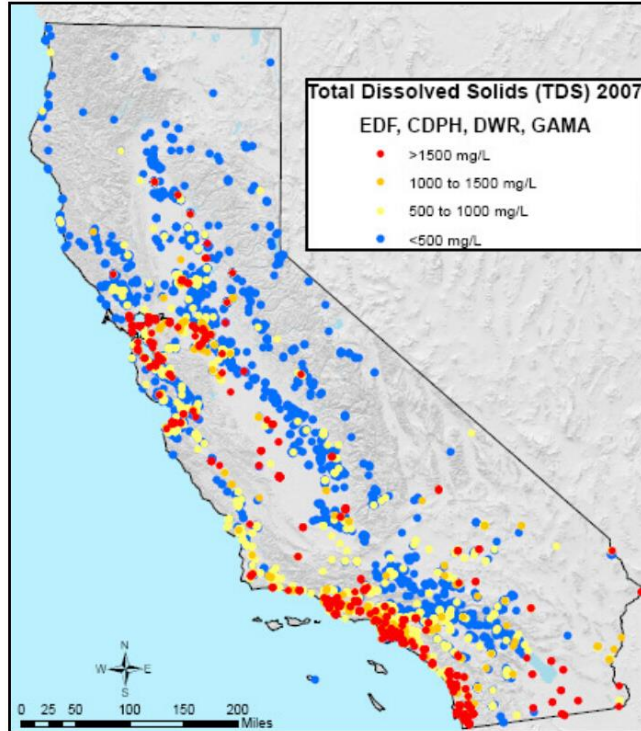 Total Dissolved Solids (TDS) 2007
EDF, CDPH, DWR, GAMA
>1500 mg/L
1000 to 1500 mg/L
500 to 1000 mg/L
<500 mg/L
N
W E
S
0 25 50 100 150 200
Miles